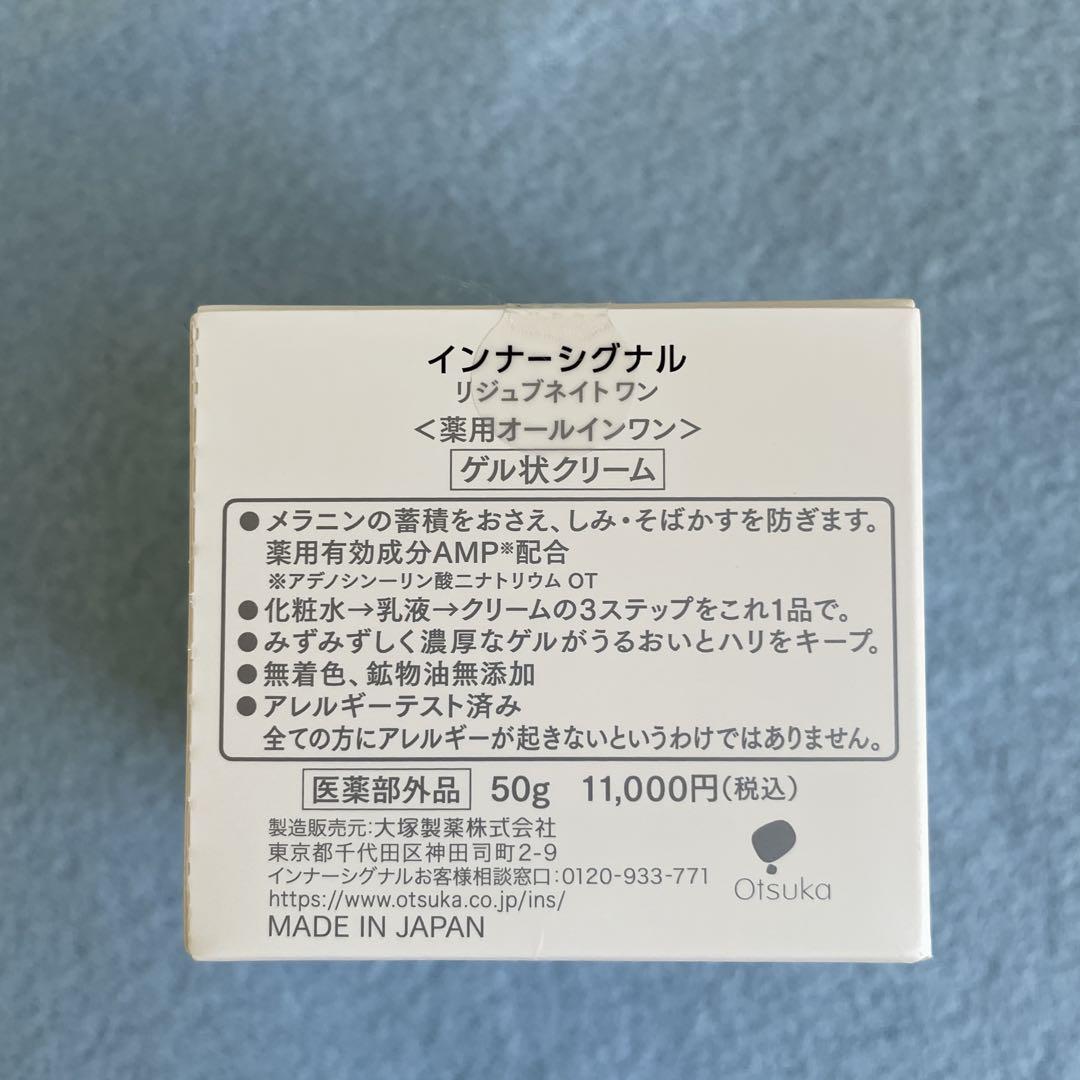 インナーシグナル
リジュブネイトワン
＜薬用オールインワン＞
ゲル状クリーム
●メラニンの蓄積をおさえ、しみ・そばかすを防ぎます。
薬用有効成分AMP※配合
※アデノシン一リン酸二ナトリウム OT
●化粧水→乳液→クリームの3ステップをこれ1品で。
●みずみずしく濃厚なゲルがうるおいとハリをキープ。
●無着色、鉱物油無添加
●アレルギーテスト済み
全ての方にアレルギーが起きないというわけではありません。
医薬部外品 50g 11,000円(税込)
製造販売元:大塚製薬株式会社
東京都千代田区神田司町2-9
インナーシグナルお客様相談窓口:0120-933-771
https://www.otsuka.co.jp/ins/
MADE IN JAPAN
Otsuka